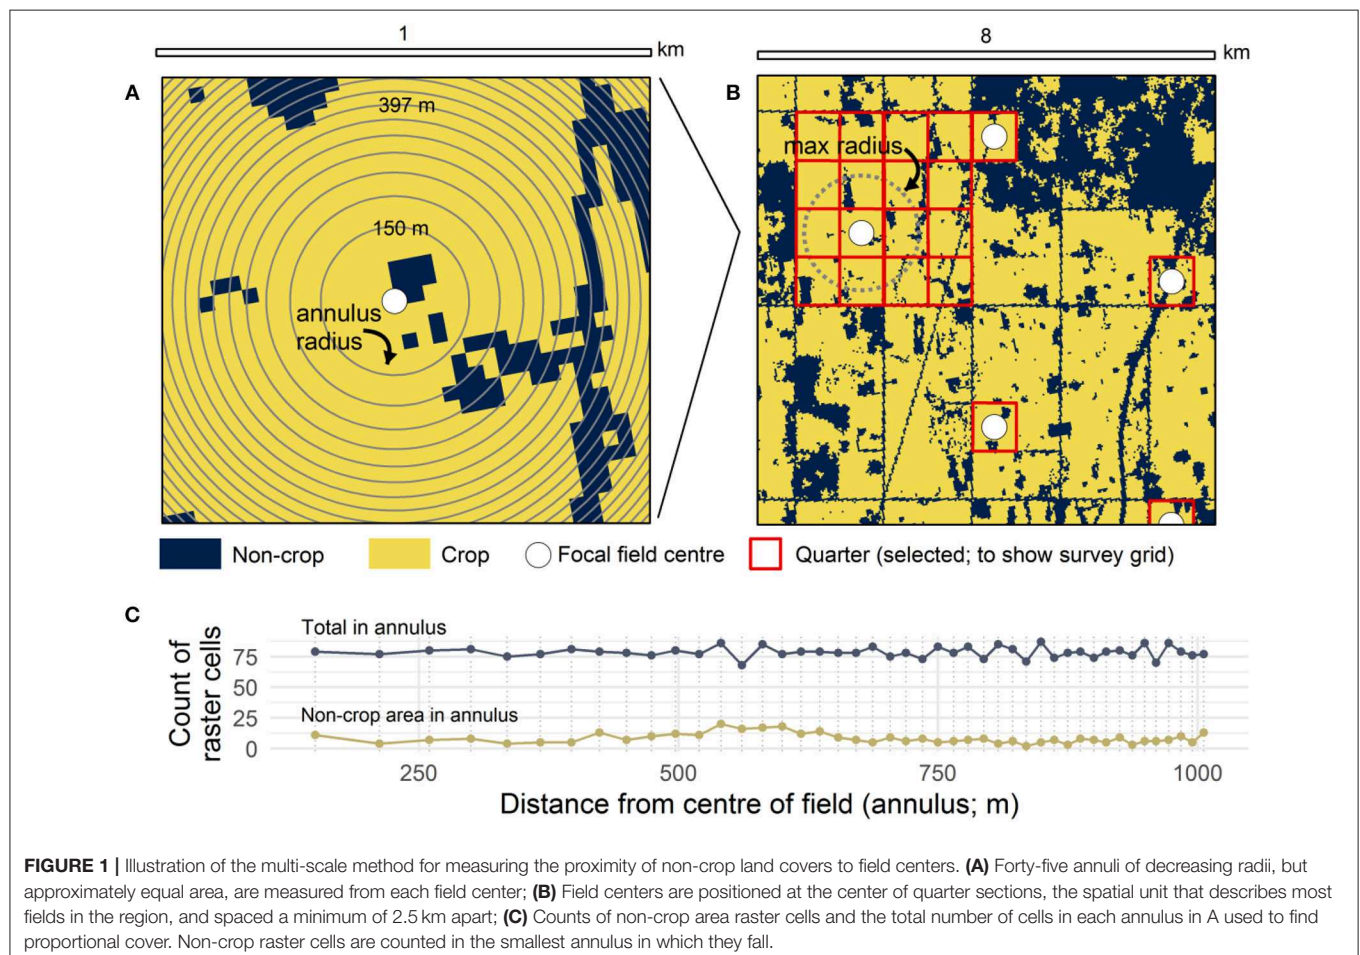 1
km
8
km
A
397 m
150 m
annulus
radius
B
max radius
Non-crop
Crop
Focal field centre
Quarter (selected; to show survey grid)
C
Total in annulus
Non-crop area in annulus
Count of
raster cells
75
50
25
0
250
500
750
1000
Distance from centre of field (annulus; m)
FIGURE 1 | Illustration of the multi-scale method for measuring the proximity of non-crop land covers to field centers. (A) Forty-five annuli of decreasing radii, but
approximately equal area, are measured from each field center; (B) Field centers are positioned at the center of quarter sections, the spatial unit that describes most
fields in the region, and spaced a minimum of 2.5 km apart; (C) Counts of non-crop area raster cells and the total number of cells in each annulus in A used to find
proportional cover. Non-crop raster cells are counted in the smallest annulus in which they fall.